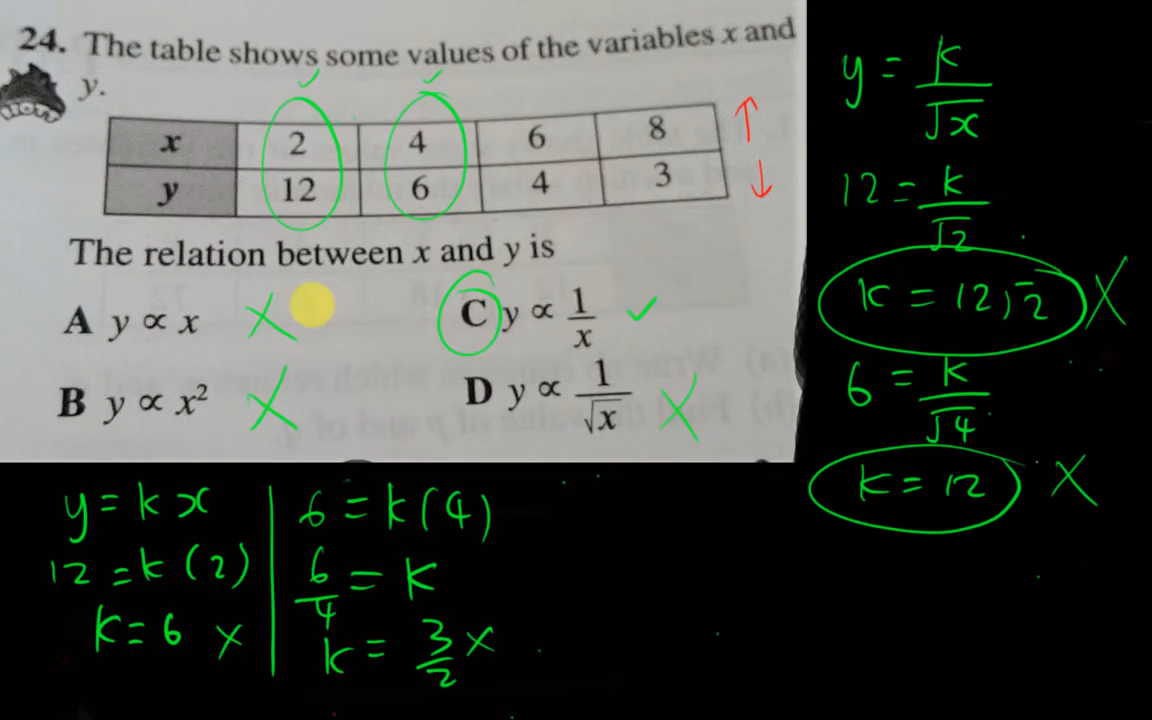 24. The table shows some values of the variables x and
y.
x 2 4 6 8
y 12 6 4 3
The relation between x and y is
A y ∝ x
C y ∝ 1/x
B y ∝ x²
D y ∝ 1/√x
y = k/√x
12 = k/√2
k = 12√2
6 = k/√4
k = 12
y = kx
12 = k(2)
k = 6
6 = k(4)
6/4 = k
k = 3/2